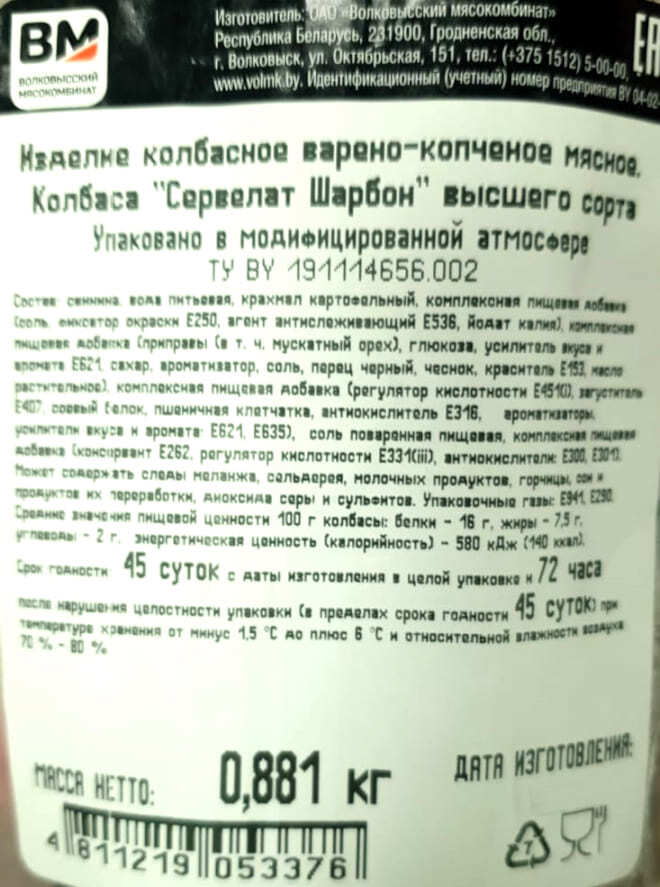 Изготовитель: ОАО «Волковысский мясокомбинат»
Республика Беларусь, 231900, Гродненская обл.,
г. Волковыск, ул. Октябрьская, 151, тел.: (+375 1512) 5-00-00,
www.volmk.by. Идентификационный (учетный) номер предприятия BY 04-02-
ВМ
ВОЛКОВЫССКИЙ
МЯСОКОМБИНАТ
Изделие колбасное варено-копченое мясное.
Колбаса "Сервелат Шарбон" высшего сорта
Упаковано в модифицированной атмосфере
ТУ BY 191114656.002
Состав: свинина, вода питьевая, крахмал картофельный, комплексная пищевая добавка
(соль, фиксатор окраски Е250, агент антислеживающий Е536, йодат калия), комплексная
пищевая добавка (приправы (в т. ч. мускатный орех), глюкоза, усилитель вкуса и
аромата Е621, сахар, ароматизатор, соль, перец черный, чеснок, краситель Е153, масло
растительное), комплексная пищевая добавка (регулятор кислотности Е451(i), загуститель
Е407, соевый белок, пшеничная клетчатка, антиокислитель Е316, ароматизаторы,
усилители вкуса и аромата: Е621, Е635), соль поваренная пищевая, комплексная пищевая
добавка (консервант Е262, регулятор кислотности Е331(iii), антиокислители: Е300, Е301).
Может содержать следы меланжа, сельдерея, молочных продуктов, горчицы, сои и
продуктов их переработки, диоксида серы и сульфитов. Упаковочные газы: Е941, Е290.
Средние значения пищевой ценности 100 г колбасы: белки - 16 г, жиры - 7,5 г,
углеводы - 2 г, энергетическая ценность (калорийность) - 580 кДж (140 ккал).
Срок годности 45 суток с даты изготовления в целой упаковке и 72 часа
после нарушения целостности упаковки (в пределах срока годности 45 суток) при
температуре хранения от минус 1,5 °С до плюс 6 °С и относительной влажности воздуха
70 % - 80 %
МАССА НЕТТО: 0,881 кг
ДАТА ИЗГОТОВЛЕНИЯ:
4 811219 053376
7